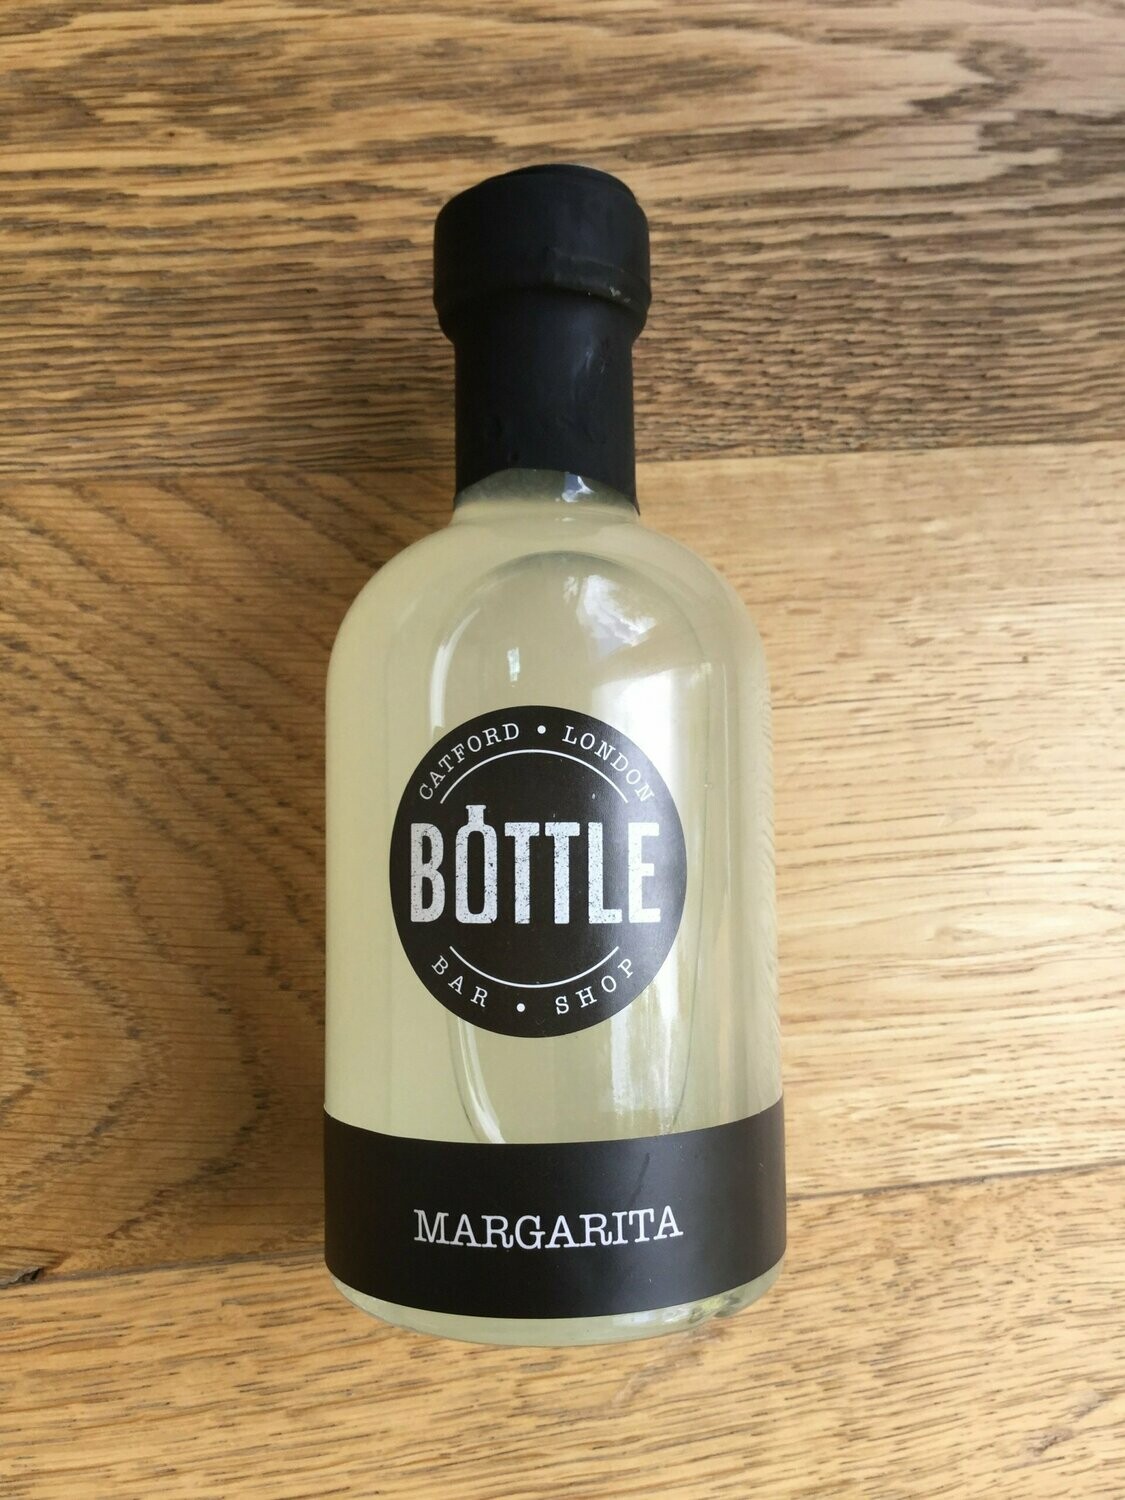 CATFORD • LONDON
BOTTLE
BAR • SHOP
MARGARITA